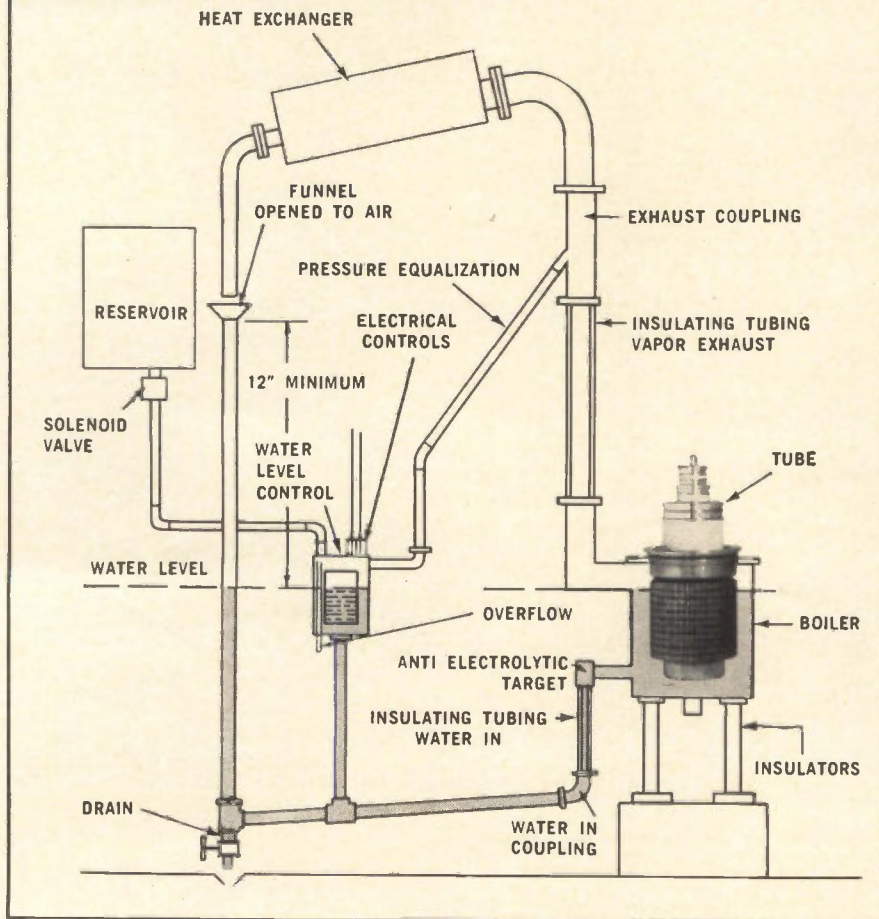 HEAT EXCHANGER
FUNNEL
OPENED TO AIR
EXHAUST COUPLING
PRESSURE EQUALIZATION
RESERVOIR
ELECTRICAL
CONTROLS
INSULATING TUBING
VAPOR EXHAUST
12" MINIMUM
SOLENOID
VALVE
WATER
LEVEL
CONTROL
TUBE
WATER LEVEL
OVERFLOW
BOILER
ANTI ELECTROLYTIC
TARGET
INSULATING TUBING
WATER IN
INSULATORS
DRAIN
WATER IN
COUPLING